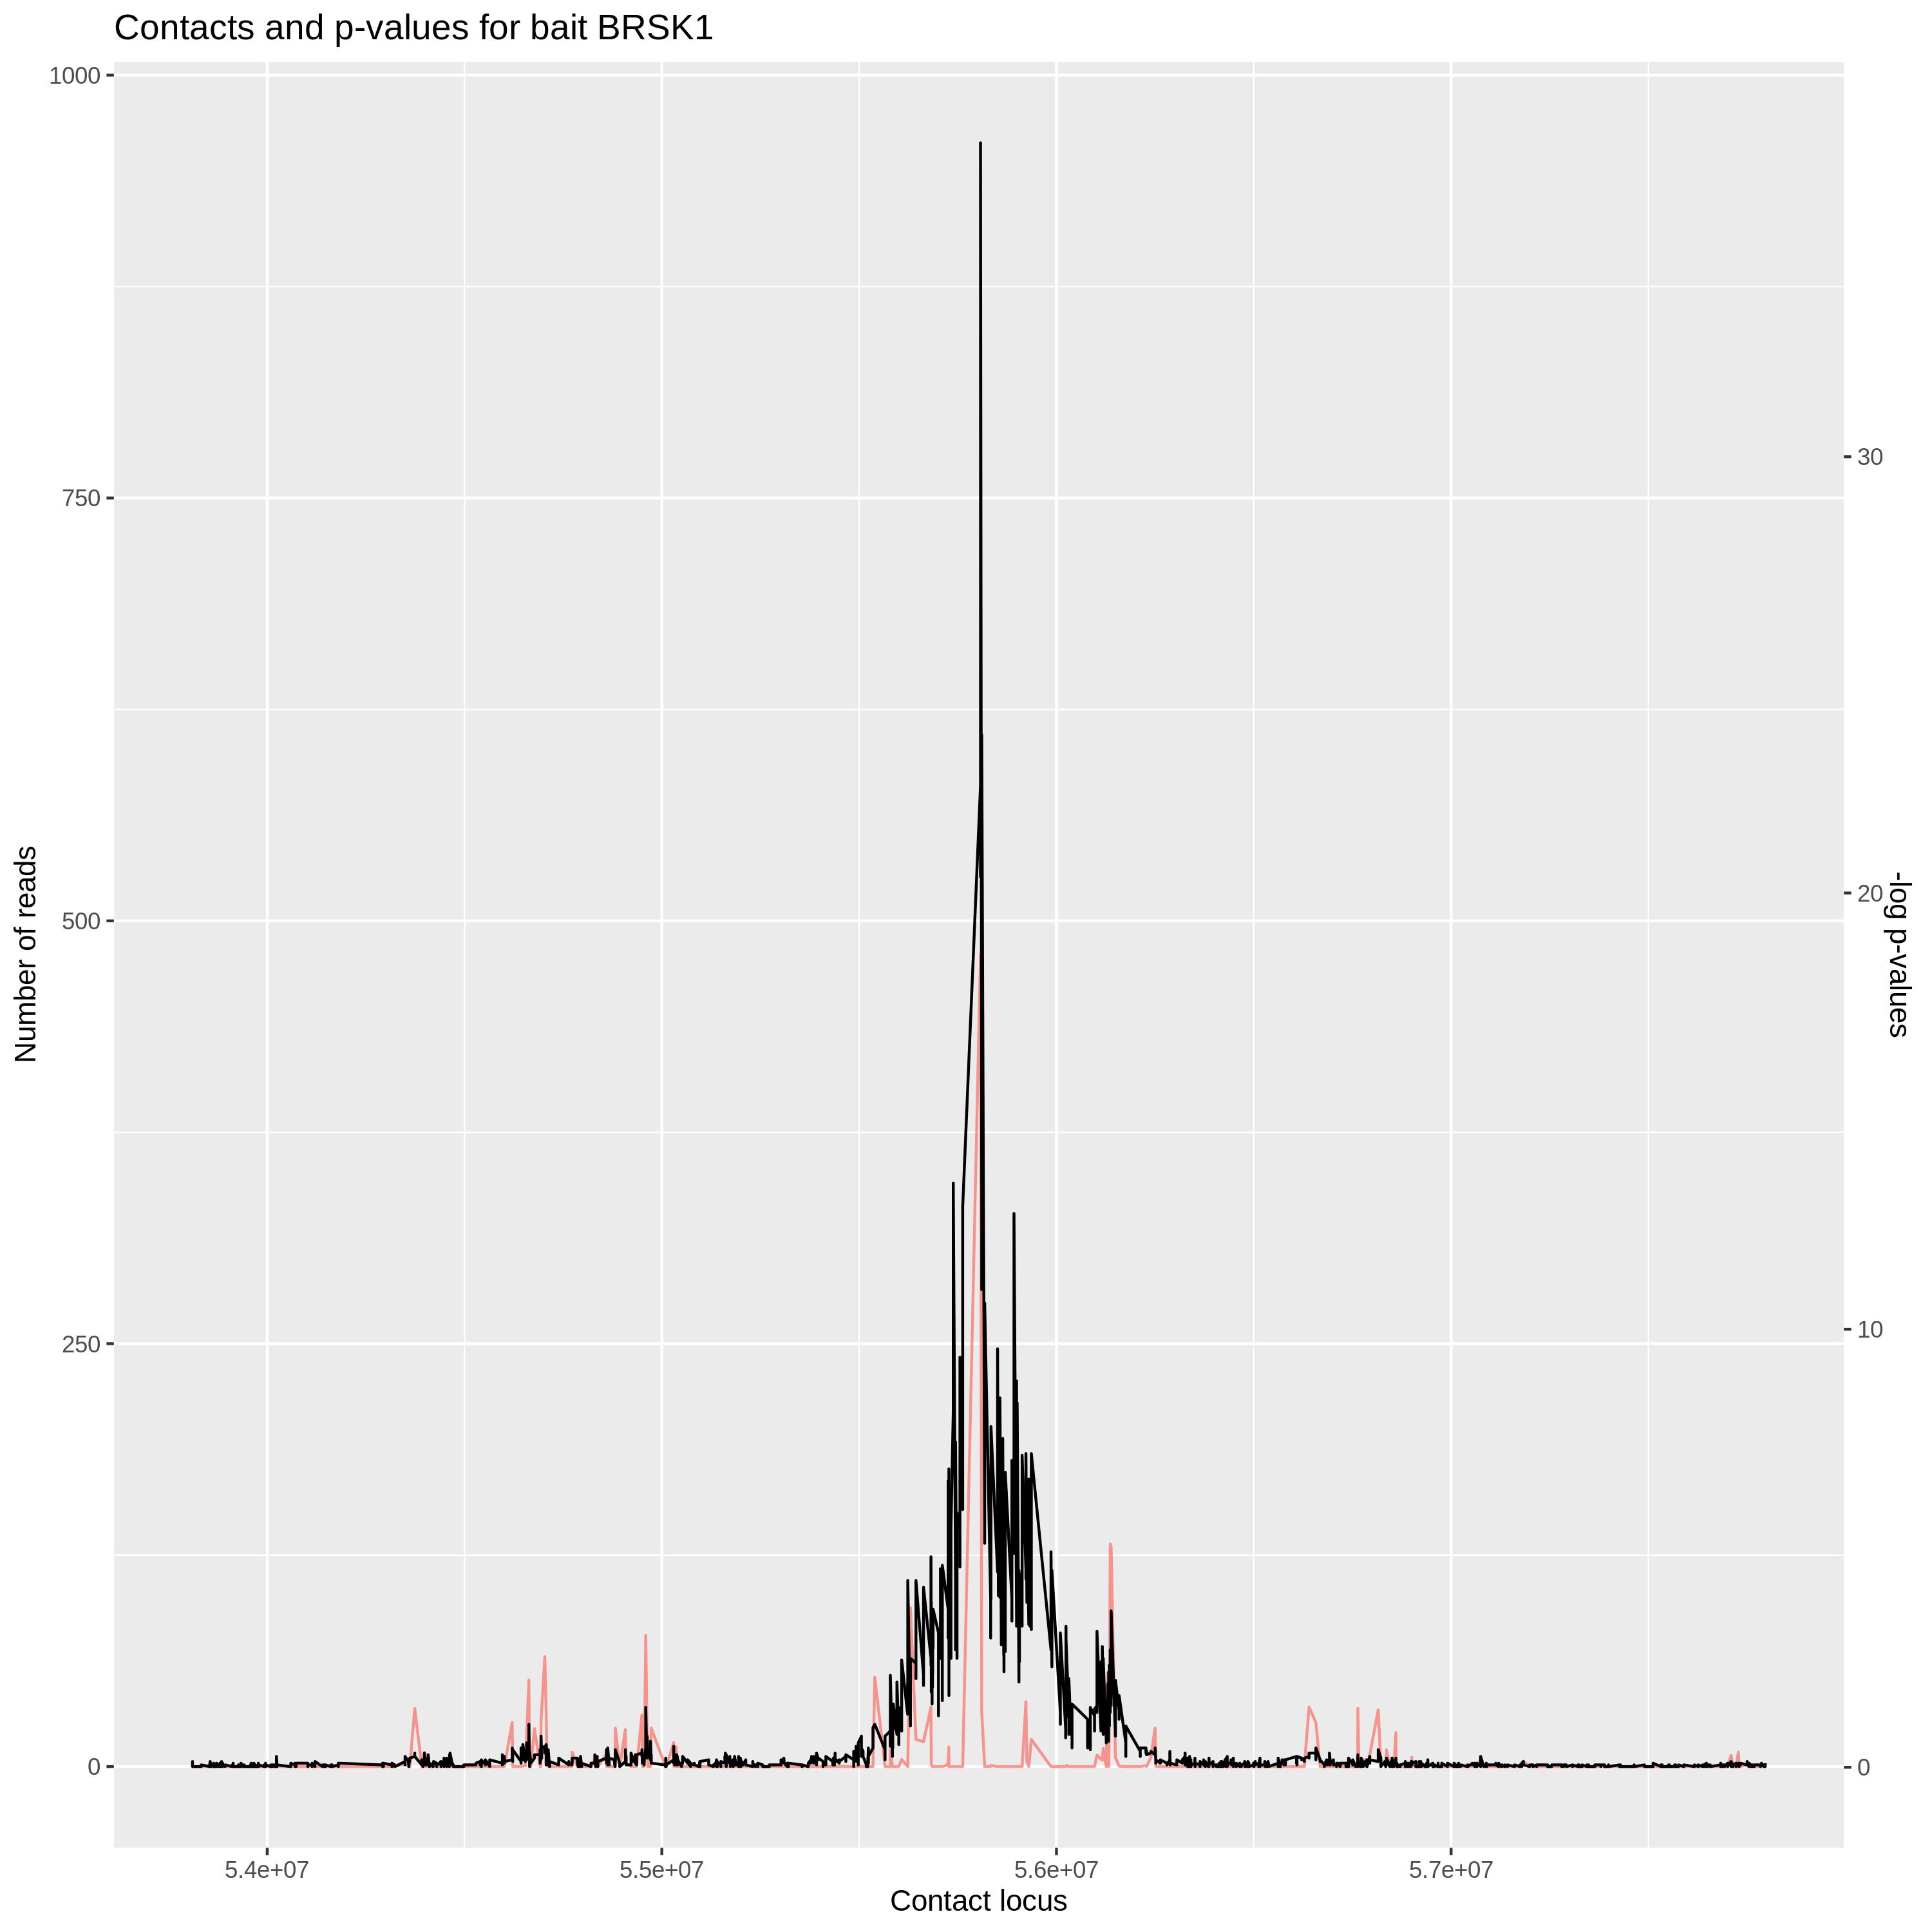 Contacts and p-values for bait BRSK1
1000
750
500
250
0
Number of reads
30
20
10
0
-log p-values
5.4e+07
5.5e+07
5.6e+07
5.7e+07
Contact locus